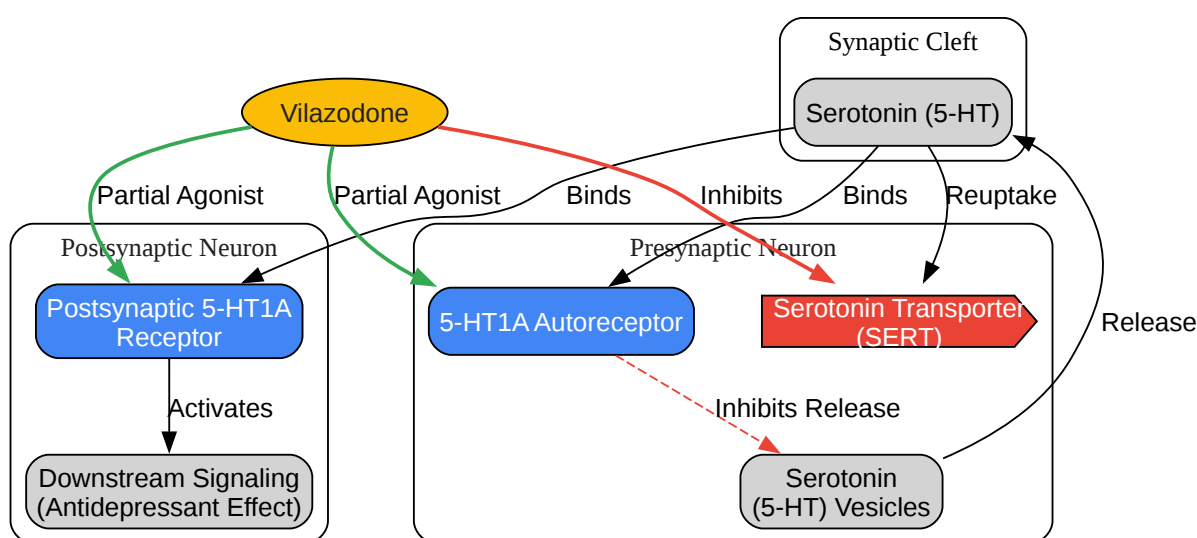 Synaptic Cleft
Vilazodone
Serotonin (5-HT)
Partial Agonist
Partial Agonist
Binds
Inhibits
Binds
Reuptake
Postsynaptic Neuron
Presynaptic Neuron
Postsynaptic 5-HT1A
Receptor
5-HT1A Autoreceptor
Serotonin Transporter
(SERT)
Release
Activates
Inhibits Release
Downstream Signaling
(Antidepressant Effect)
Serotonin
(5-HT) Vesicles